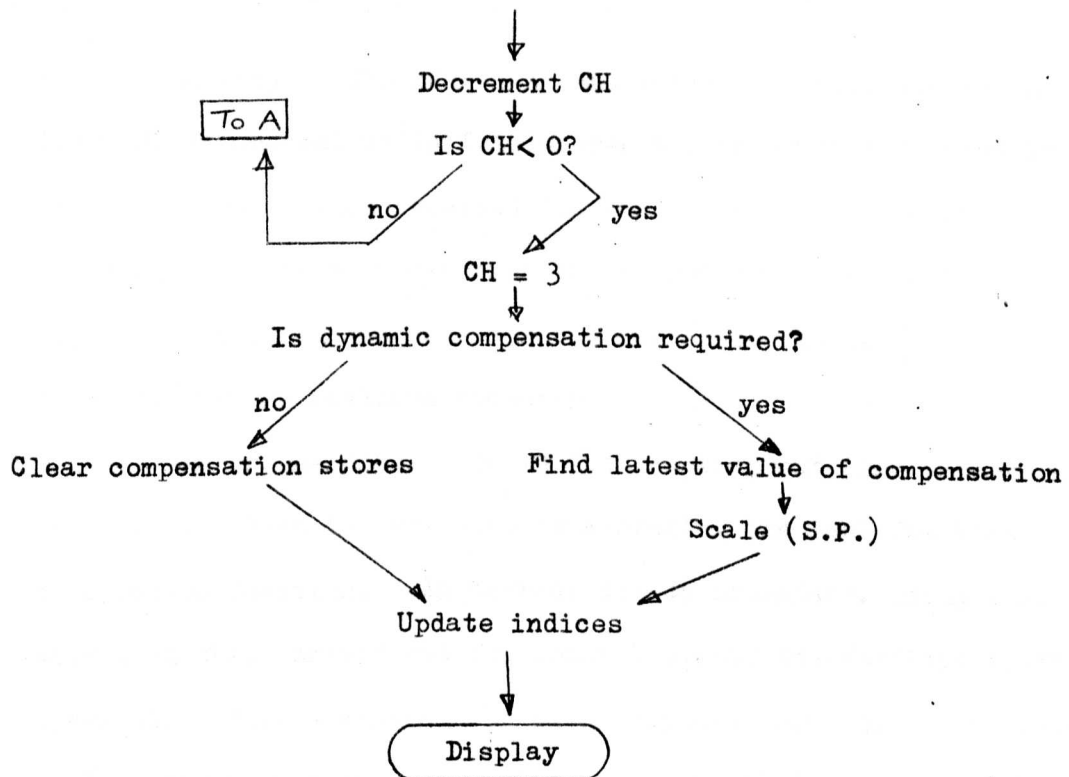 Decrement CH
To A
Is CH< O?
no
yes
CH = 3
Is dynamic compensation required?
no
yes
Clear compensation stores
Find latest value of compensation
Scale (S.P.)
Update indices
Display